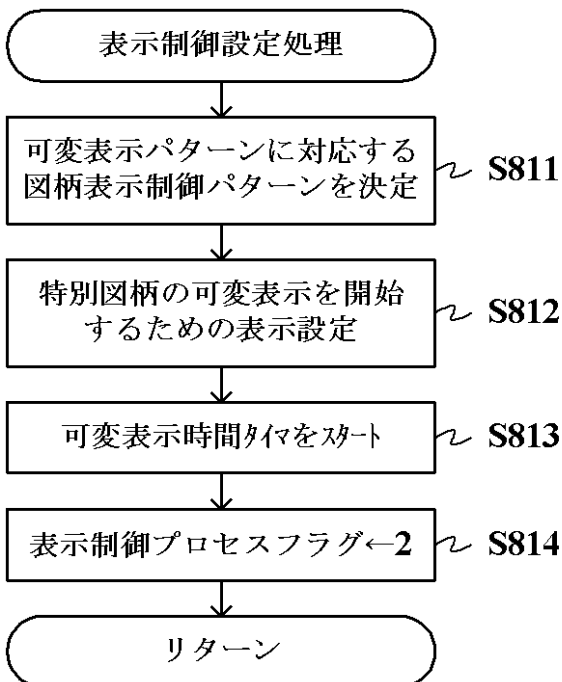 表示制御設定処理
可変表示パターンに対応する
図柄表示制御パターンを決定
S811
特別図柄の可変表示を開始
するための表示設定
S812
可変表示時間ﾀｲﾏをｽﾀｰﾄ
S813
表示制御プロセスフラグ←2
S814
リターン